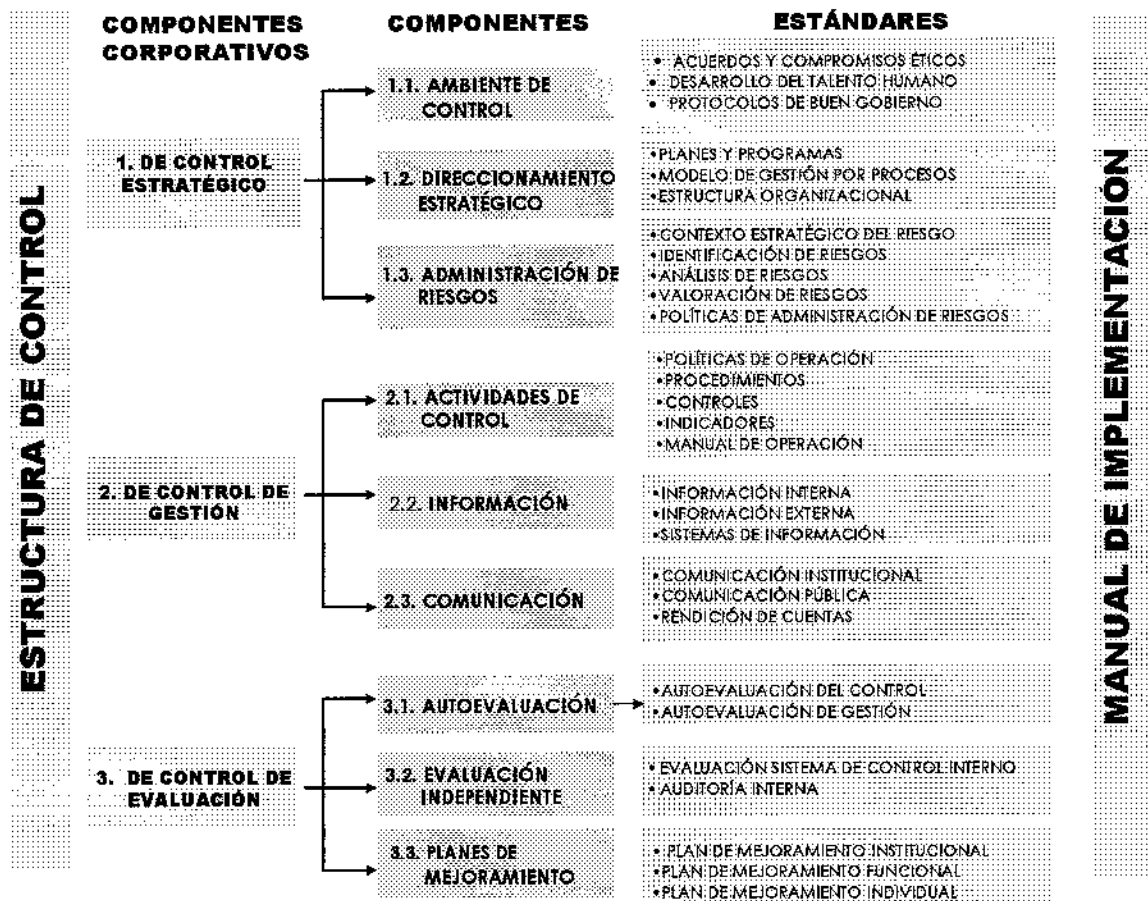 ESTRUCTURA DE CONTROL
COMPONENTES
CORPORATIVOS
COMPONENTES
ESTÁNDARES
1. DE CONTROL
ESTRATÉGICO
1.1. AMBIENTE DE
CONTROL
• ACUERDOS Y COMPROMISOS ÉTICOS
• DESARROLLO DEL TALENTO HUMANO
• PROTOCOLOS DE BUEN GOBIERNO
1.2. DIRECCIONAMIENTO
ESTRATÉGICO
•PLANES Y PROGRAMAS
•MODELO DE GESTIÓN POR PROCESOS
•ESTRUCTURA ORGANIZACIONAL
1.3. ADMINISTRACIÓN DE
RIESGOS
•CONTEXTO ESTRATÉGICO DEL RIESGO
•IDENTIFICACIÓN DE RIESGOS
•ANÁLISIS DE RIESGOS
•VALORACIÓN DE RIESGOS
•POLÍTICAS DE ADMINISTRACIÓN DE RIESGOS
2. DE CONTROL DE
GESTIÓN
2.1. ACTIVIDADES DE
CONTROL
•POLÍTICAS DE OPERACIÓN
•PROCEDIMIENTOS
•CONTROLES
•INDICADORES
•MANUAL DE OPERACIÓN
2.2. INFORMACIÓN
•INFORMACIÓN INTERNA
•INFORMACIÓN EXTERNA
•SISTEMAS DE INFORMACIÓN
2.3. COMUNICACIÓN
•COMUNICACIÓN INSTITUCIONAL
•COMUNICACIÓN PÚBLICA
•RENDICIÓN DE CUENTAS
3. DE CONTROL DE
EVALUACIÓN
3.1. AUTOEVALUACIÓN
•AUTOEVALUACIÓN DEL CONTROL
•AUTOEVALUACIÓN DE GESTIÓN
3.2. EVALUACIÓN
INDEPENDIENTE
•EVALUACIÓN SISTEMA DE CONTROL INTERNO
•AUDITORÍA INTERNA
3.3. PLANES DE
MEJORAMIENTO
•PLAN DE MEJORAMIENTO INSTITUCIONAL
•PLAN DE MEJORAMIENTO FUNCIONAL
•PLAN DE MEJORAMIENTO INDIVIDUAL
MANUAL DE IMPLEMENTACIÓN